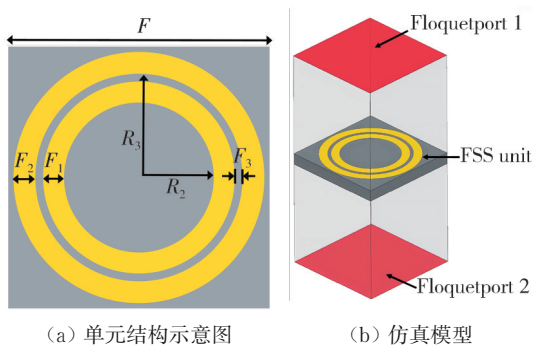 F
F₂
F₁
R₃
R₂
F₃
(a) 单元结构示意图
Floquetport 1
FSS unit
Floquetport 2
(b) 仿真模型